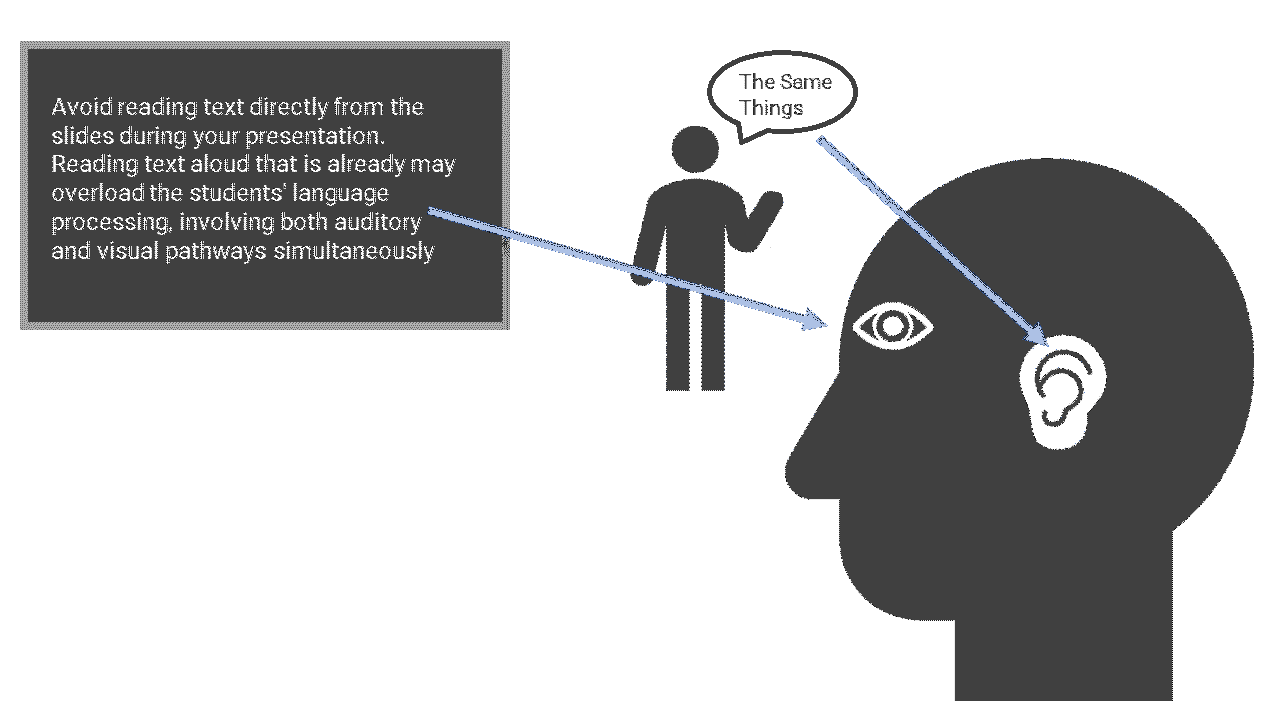 Avoid reading text directly from the
slides during your presentation.
Reading text aloud that is already may
overload the students' language
processing, involving both auditory
and visual pathways simultaneously
The Same
Things